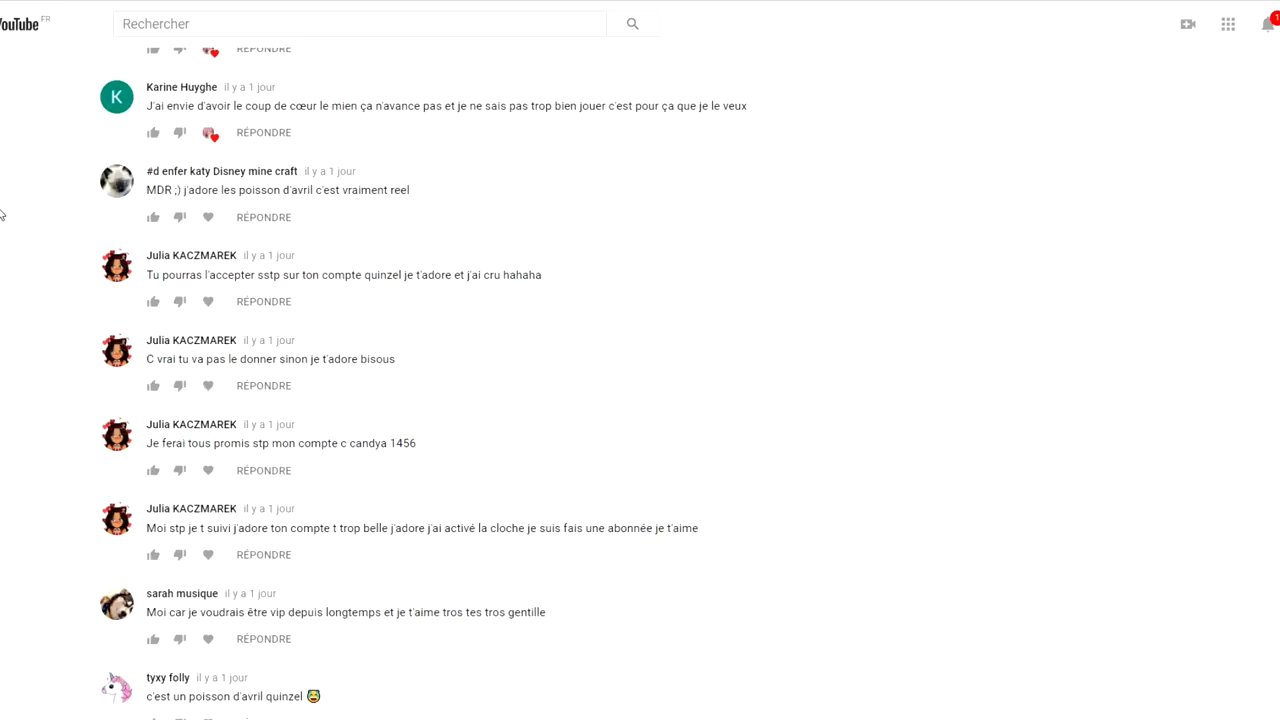 YouTube FR
Rechercher
1
RÉPONDRE
Karine Huyghe il y a 1 jour
J'ai envie d'avoir le coup de cœur le mien ça n'avance pas et je ne sais pas trop bien jouer c'est pour ça que je le veux
RÉPONDRE
#d enfer katy Disney mine craft il y a 1 jour
MDR ;) j'adore les poisson d'avril c'est vraiment reel
RÉPONDRE
Julia KACZMAREK il y a 1 jour
Tu pourras l'accepter sstp sur ton compte quinzel je t'adore et j'ai cru hahaha
RÉPONDRE
Julia KACZMAREK il y a 1 jour
C vrai tu va pas le donner sinon je t'adore bisous
RÉPONDRE
Julia KACZMAREK il y a 1 jour
Je ferai tous promis stp mon compte c candya 1456
RÉPONDRE
Julia KACZMAREK il y a 1 jour
Moi stp je t suivi j'adore ton compte t trop belle j'adore j'ai activé la cloche je suis fais une abonnée je t'aime
RÉPONDRE
sarah musique il y a 1 jour
Moi car je voudrais être vip depuis longtemps et je t'aime tros tes tros gentille
RÉPONDRE
tyxy folly il y a 1 jour
c'est un poisson d'avril quinzel 😅